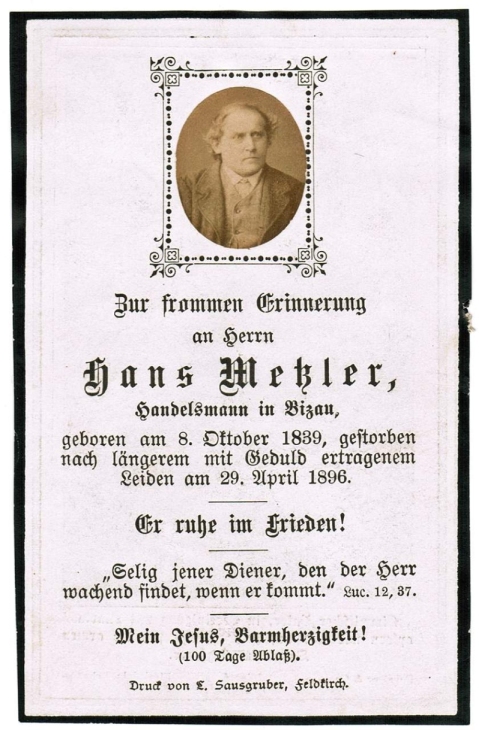 Zur frommen Erinnerung
an Herrn
Hans Metzler,
Handelsmann in Bizau,
geboren am 8. Oktober 1839, gestorben
nach längerem mit Geduld ertragenem
Leiden am 29. April 1896.
Er ruhe im Frieden!
„Selig jener Diener, den der Herr
wachend findet, wenn er kommt.“ Luc. 12, 37.
Mein Jesus, Barmherzigkeit!
(100 Tage Ablaß).
Druck von L. Sausgruber, Feldkirch.